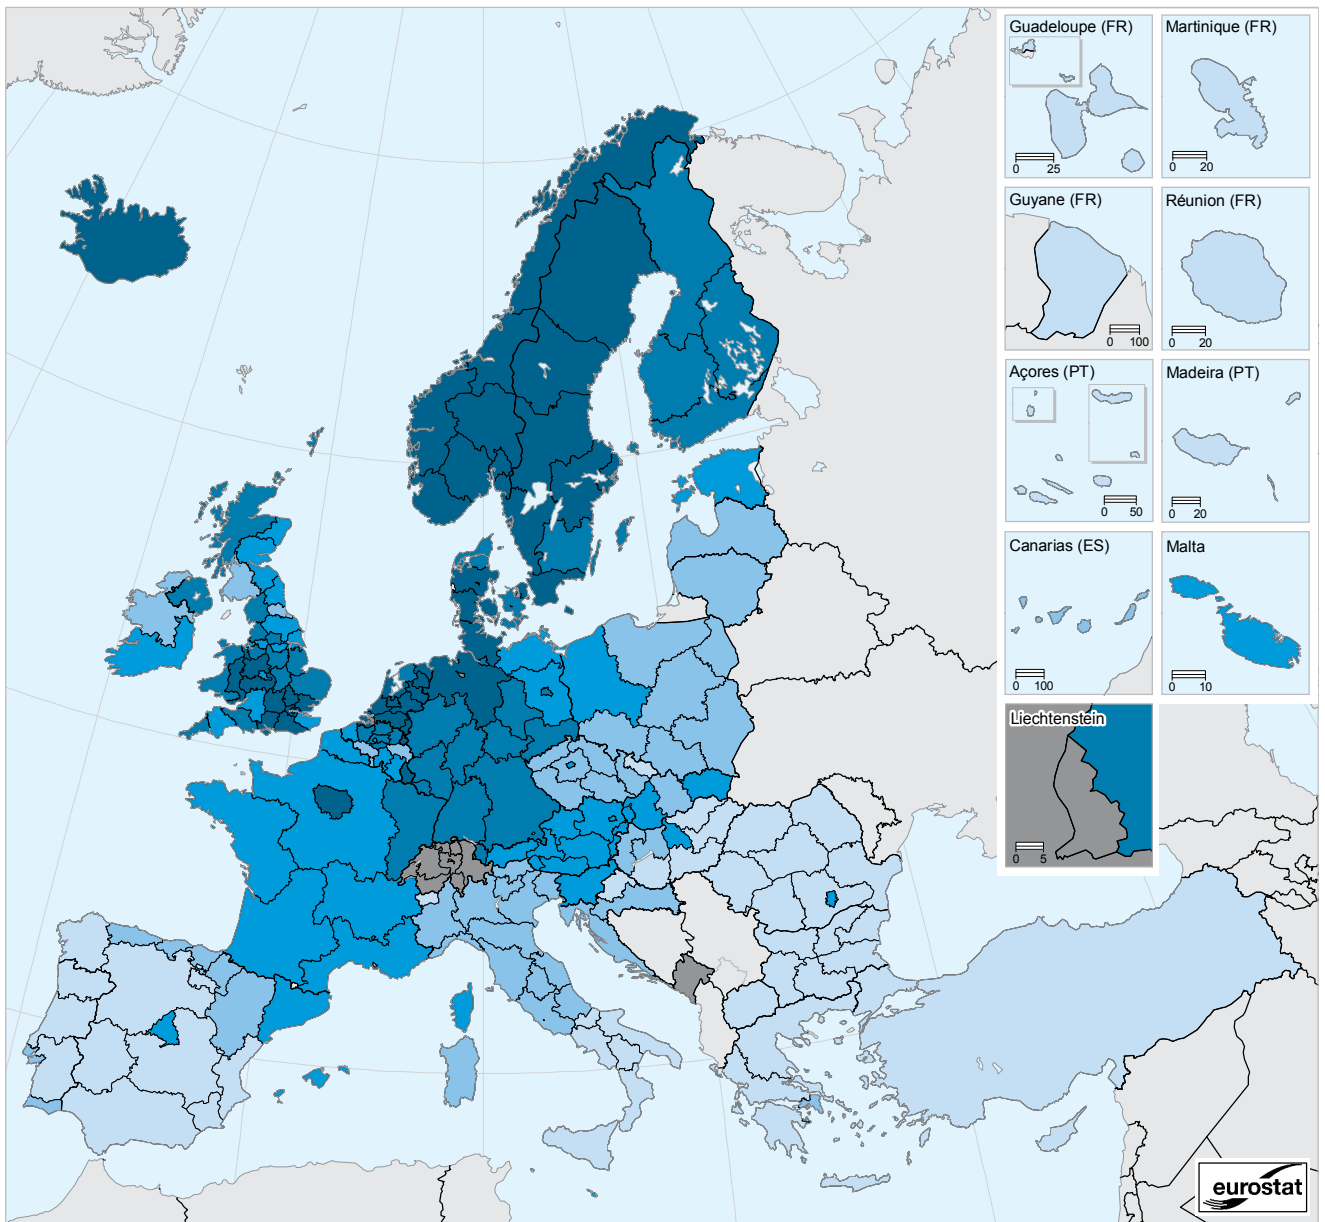 Guadeloupe (FR)
0 25
Martinique (FR)
0 20
Guyane (FR)
0 100
Réunion (FR)
0 20
Açores (PT)
0 50
Madeira (PT)
0 20
Canarias (ES)
0 100
Malta
0 10
Liechtenstein
0 5
eurostat